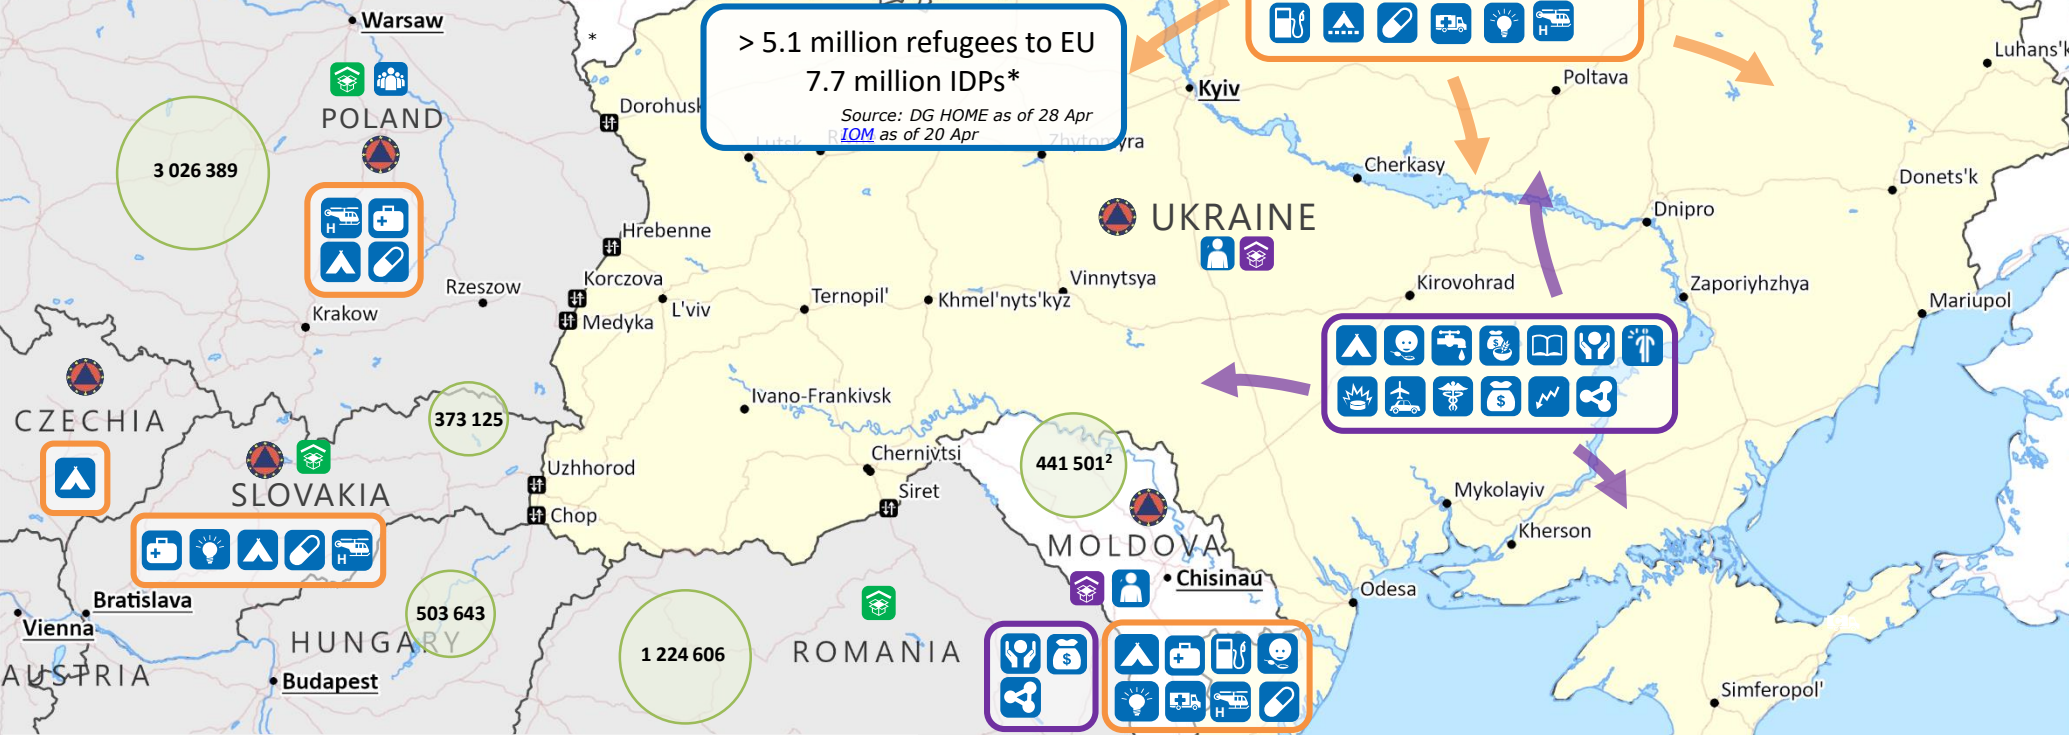 Warsaw
*
> 5.1 million refugees to EU
7.7 million IDPs*
Source: DG HOME as of 28 Apr
IOM as of 20 Apr
Luhans'k
Poltava
Kyiv
Dorohusk
POLAND
Lutsk
Zhytomyra
3 026 389
Cherkasy
Donets'k
Dnipro
UKRAINE
Hrebenne
Korczova
Rzeszow
Vinnytsya
Kirovohrad
Zaporiyhzhya
Ternopil'
Khmel'nyts'kyz
L'viv
Mariupol
Krakow
Medyka
H
Ivano-Frankivsk
CZECHIA
373 125
Chernivtsi
441 501²
Uzhhorod
SLOVAKIA
Siret
Mykolayiv
Chop
Kherson
MOLDOVA
H
Chisinau
Odesa
Bratislava
503 643
Vienna
HUNGARY
1 224 606
ROMANIA
AUSTRIA
Budapest
$
$
H
H
Simferopol'